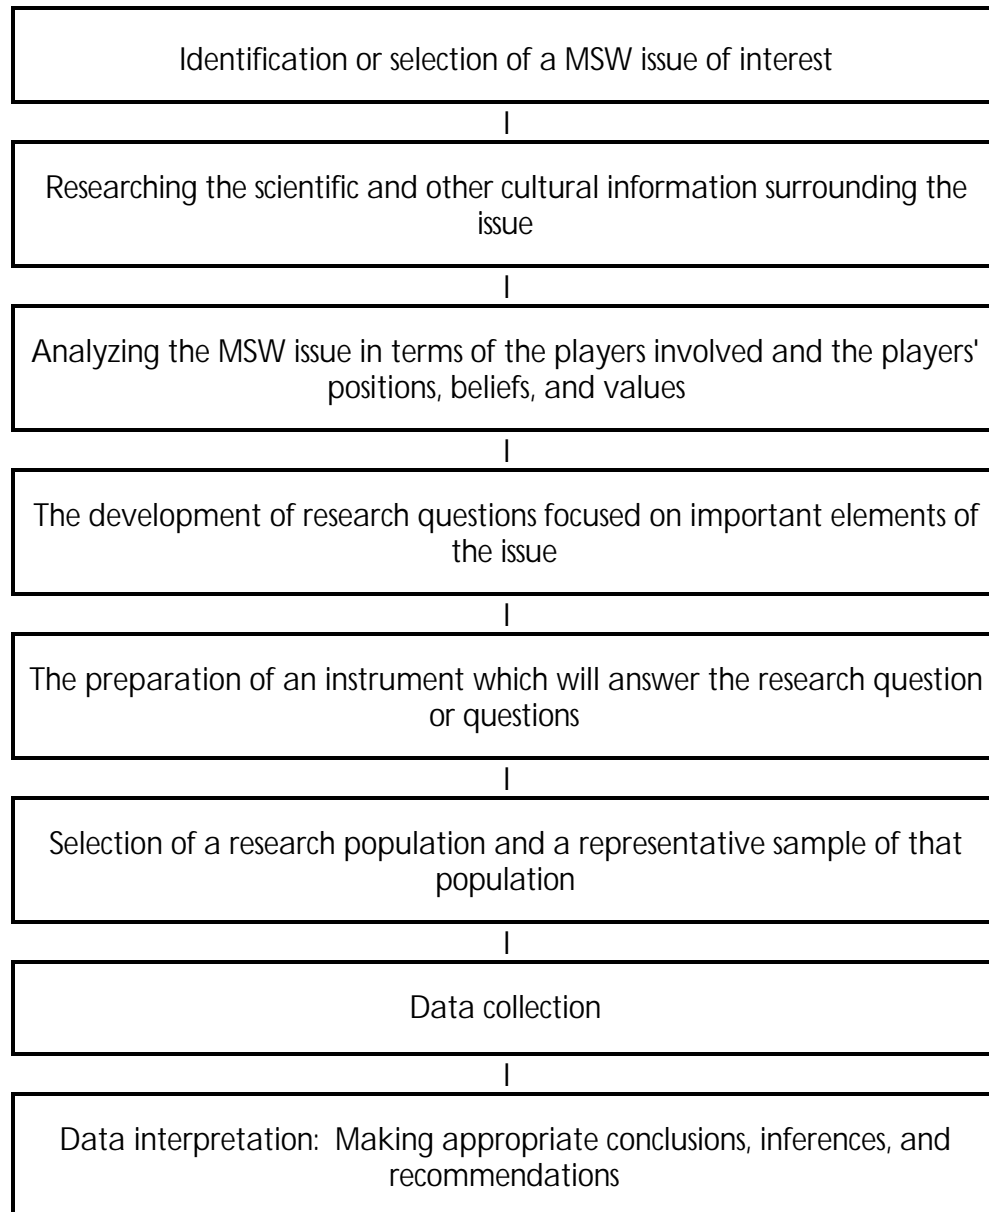 Identification or selection of a MSW issue of interest
Researching the scientific and other cultural information surrounding the
issue
Analyzing the MSW issue in terms of the players involved and the players'
positions, beliefs, and values
The development of research questions focused on important elements of
the issue
The preparation of an instrument which will answer the research question
or questions
Selection of a research population and a representative sample of that
population
Data collection
Data interpretation:  Making appropriate conclusions, inferences, and
recommendations